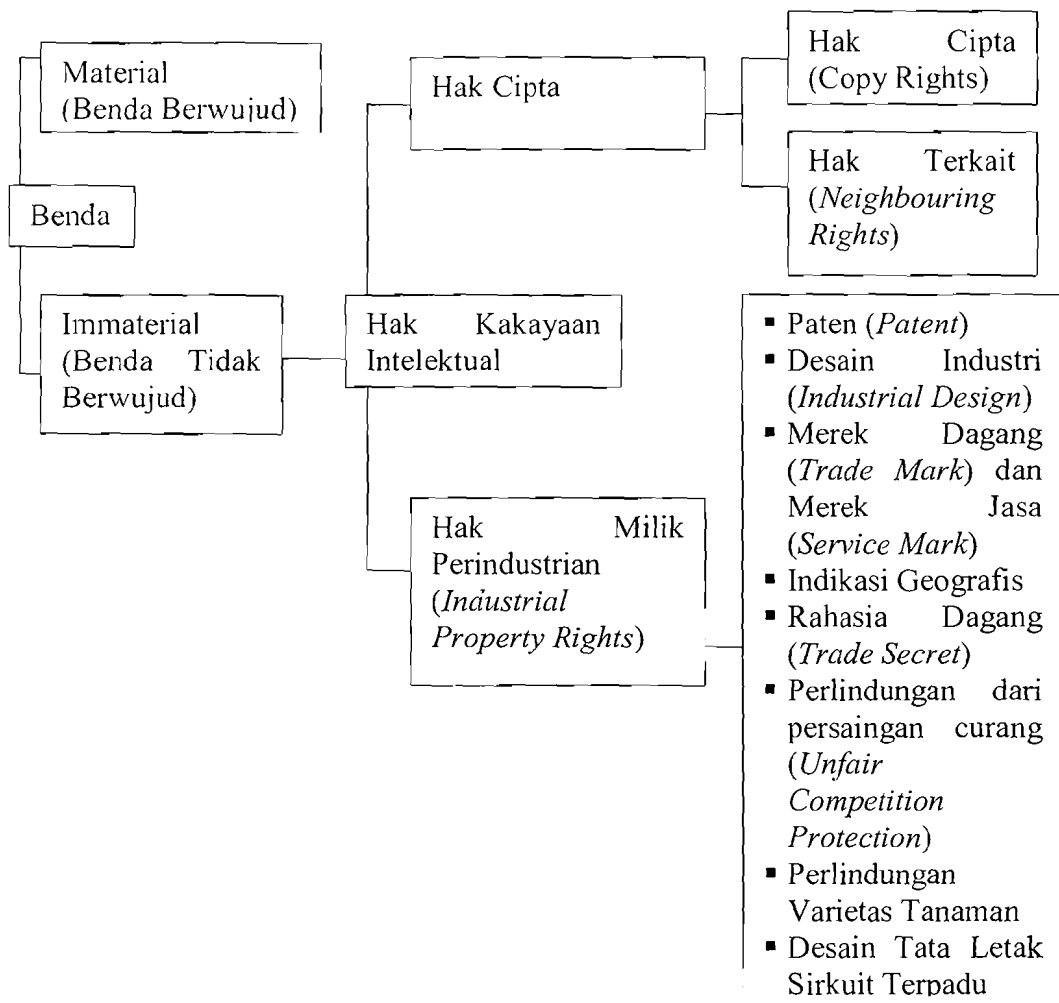 Material
(Benda Berwujud)
Benda
Immaterial
(Benda Tidak
Berwujud)
Hak Kakayaan
Intelektual
Hak Cipta
Hak Cipta
(Copy Rights)
Hak Terkait
(Neighbouring
Rights)
Hak Milik
Perindustrian
(Industrial
Property Rights)
▪ Paten (Patent)
▪ Desain Industri
(Industrial Design)
▪ Merek Dagang
(Trade Mark) dan
Merek Jasa
(Service Mark)
▪ Indikasi Geografis
▪ Rahasia Dagang
(Trade Secret)
▪ Perlindungan dari
persaingan curang
(Unfair
Competition
Protection)
▪ Perlindungan
Varietas Tanaman
▪ Desain Tata Letak
Sirkuit Terpadu